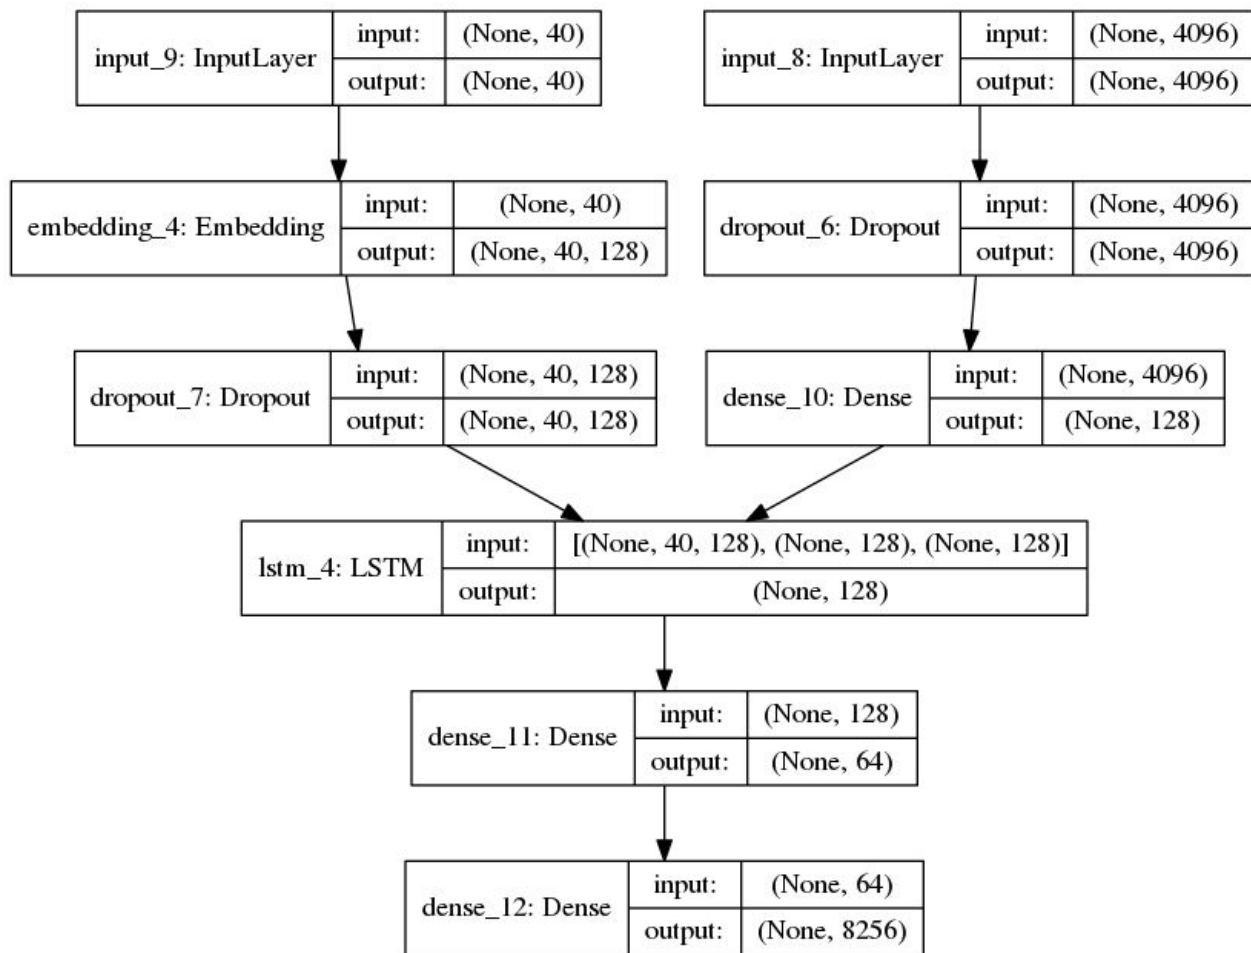 input_9: InputLayer
input: (None, 40)
output: (None, 40)
input_8: InputLayer
input: (None, 4096)
output: (None, 4096)
embedding_4: Embedding
input: (None, 40)
output: (None, 40, 128)
dropout_6: Dropout
input: (None, 4096)
output: (None, 4096)
dropout_7: Dropout
input: (None, 40, 128)
output: (None, 40, 128)
dense_10: Dense
input: (None, 4096)
output: (None, 128)
lstm_4: LSTM
input: [(None, 40, 128), (None, 128), (None, 128)]
output: (None, 128)
dense_11: Dense
input: (None, 128)
output: (None, 64)
dense_12: Dense
input: (None, 64)
output: (None, 8256)